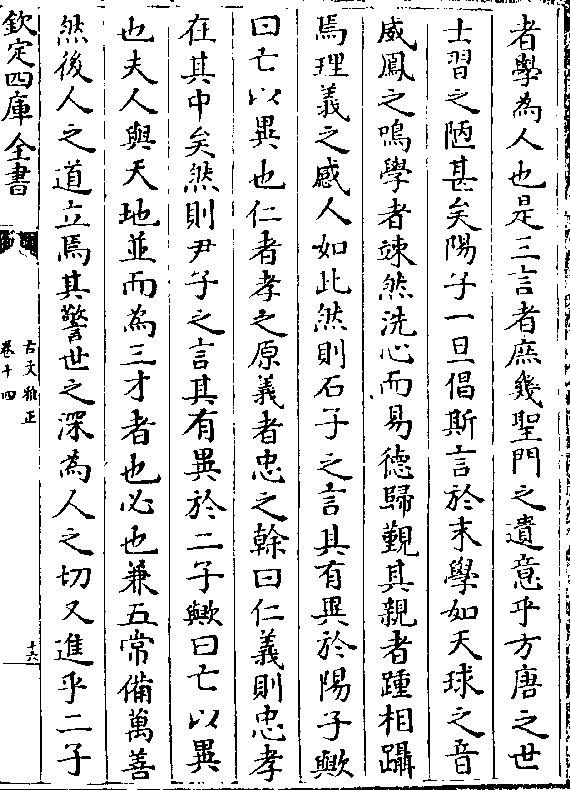 者學為人也是三言者庶幾聖門之遺意乎方唐之世
士習之陋甚矣陽子一旦倡斯言於末學如天球之音
威鳳之鳴學者竦然洗心而易德歸覲其親者踵相躡
焉理義之感人如此然則石子之言其有異於陽子歟
曰亡以異也仁者孝之原義者忠之幹曰仁義則忠孝
在其中矣然則尹子之言其有異於二子歟曰亡以異
也夫人與天地並而為三才者也必也兼五常備萬善
然後人之道立焉其警世之深為人之切又進乎二子
欽定四庫全書
古文雅正
卷十四
十六